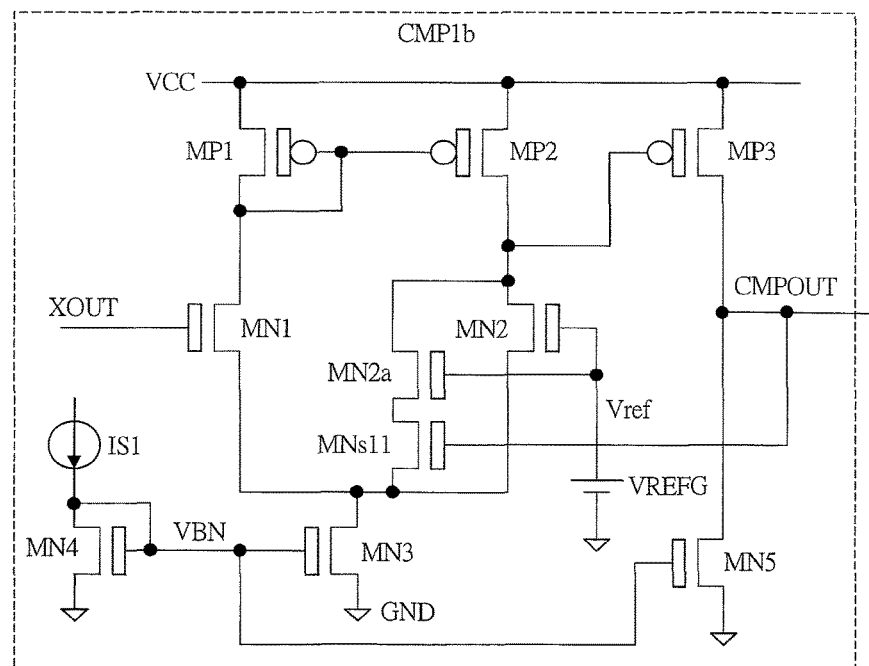 CMP1b
VCC
MP1
MP2
MP3
XOUT
MN1
MN2
CMPOUT
MN2a
Vref
MNs11
IS1
VREFG
MN4
VBN
MN3
MN5
GND